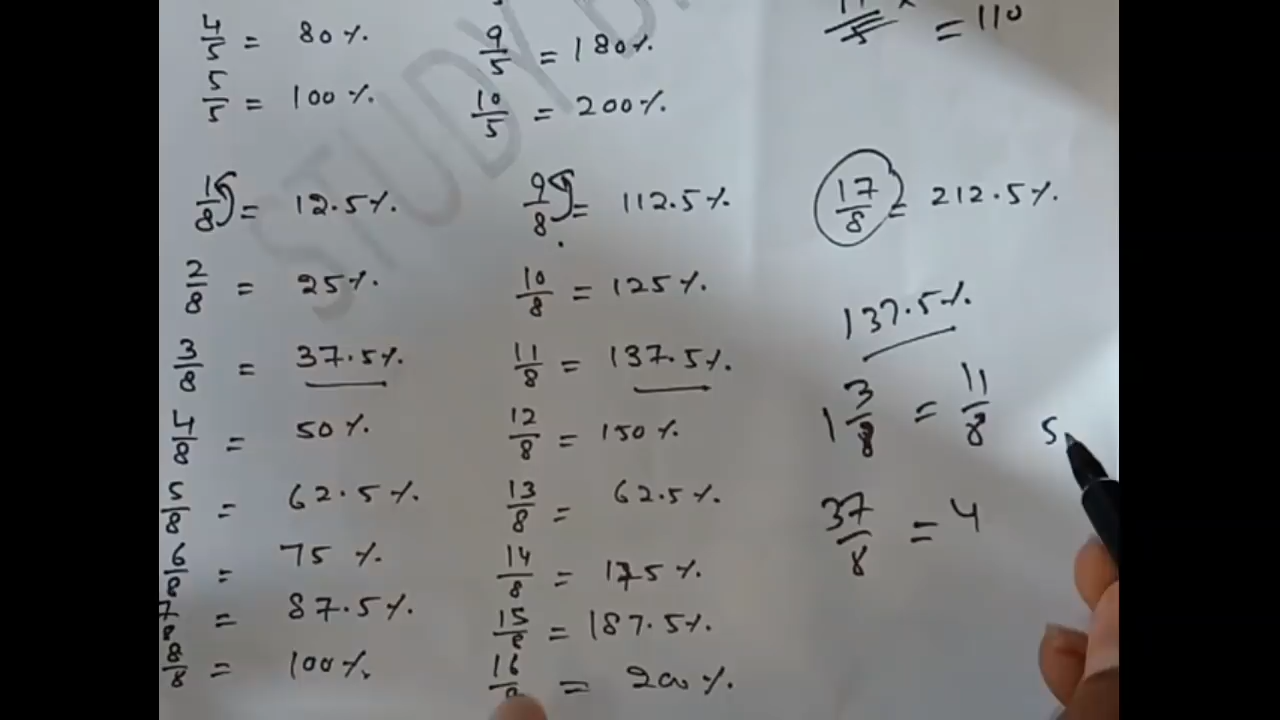 4/5 = 80%
5/5 = 100%
1/8 = 12.5%
2/8 = 25%
3/8 = 37.5%
4/8 = 50%
5/8 = 62.5%
6/8 = 75%
7/8 = 87.5%
8/8 = 100%
9/5 = 180%
10/5 = 200%
9/8 = 112.5%
10/8 = 125%
11/8 = 137.5%
12/8 = 150%
13/8 = 62.5%
14/8 = 175%
15/8 = 187.5%
16/8 = 200%
= 110
17/8 = 212.5%
137.5%
1 3/8 = 11/8
5
37/8 = 4
STUDY